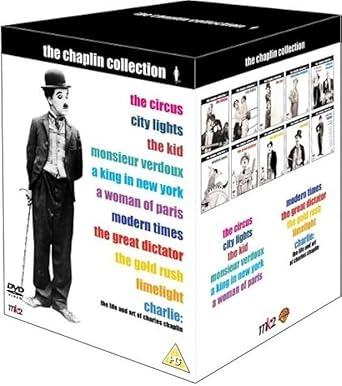 the chaplin collection
the circus
city lights
the kid
monsieur verdoux
a king in new york
a woman of paris
modern times
the great dictator
the gold rush
limelight
charlie:
the life and art of charles chaplin
DVD
VIDEO
mk2
PG
the chaplin collection
the circus
city lights
the kid
monsieur verdoux
a king in new york
a woman of paris
modern times
the great dictator
the gold rush
limelight
charlie:
the life and art
of charles chaplin
mk2